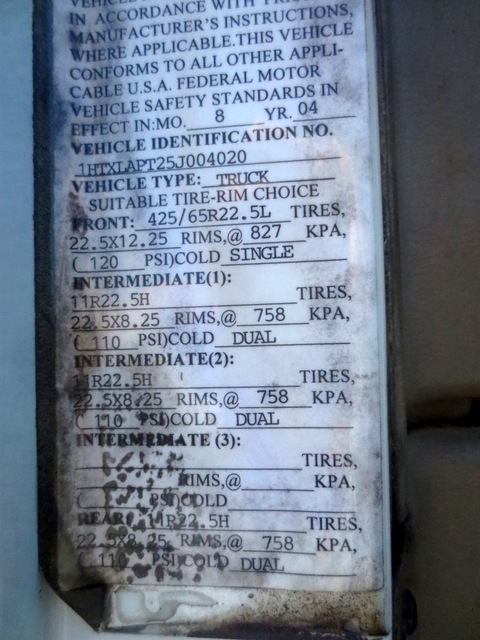 VEHICLE
IN ACCORDANCE WITH
MANUFACTURER'S INSTRUCTIONS,
WHERE APPLICABLE.THIS VEHICLE
CONFORMS TO ALL OTHER APPLI-
CABLE U.S.A. FEDERAL MOTOR
VEHICLE SAFETY STANDARDS IN
EFFECT IN:MO. 8 YR. 04
VEHICLE IDENTIFICATION NO.
1HTXLAPT25J004020
VEHICLE TYPE: TRUCK
SUITABLE TIRE-RIM CHOICE
FRONT: 425/65R22.5L TIRES,
22.5X12.25 RIMS,@ 827 KPA,
( 120 PSI)COLD SINGLE
INTERMEDIATE(1):
11R22.5H TIRES,
22.5X8.25 RIMS,@ 758 KPA,
( 110 PSI)COLD DUAL
INTERMEDIATE(2):
11R22.5H TIRES,
22.5X8.25 RIMS,@ 758 KPA,
( 110 PSI)COLD DUAL
INTERMEDIATE (3):
TIRES,
RIMS,@ KPA,
( PSI)COLD
REAR: 11R22.5H TIRES,
22.5X8.25 RIMS,@ 758 KPA,
( 110 PSI)COLD DUAL